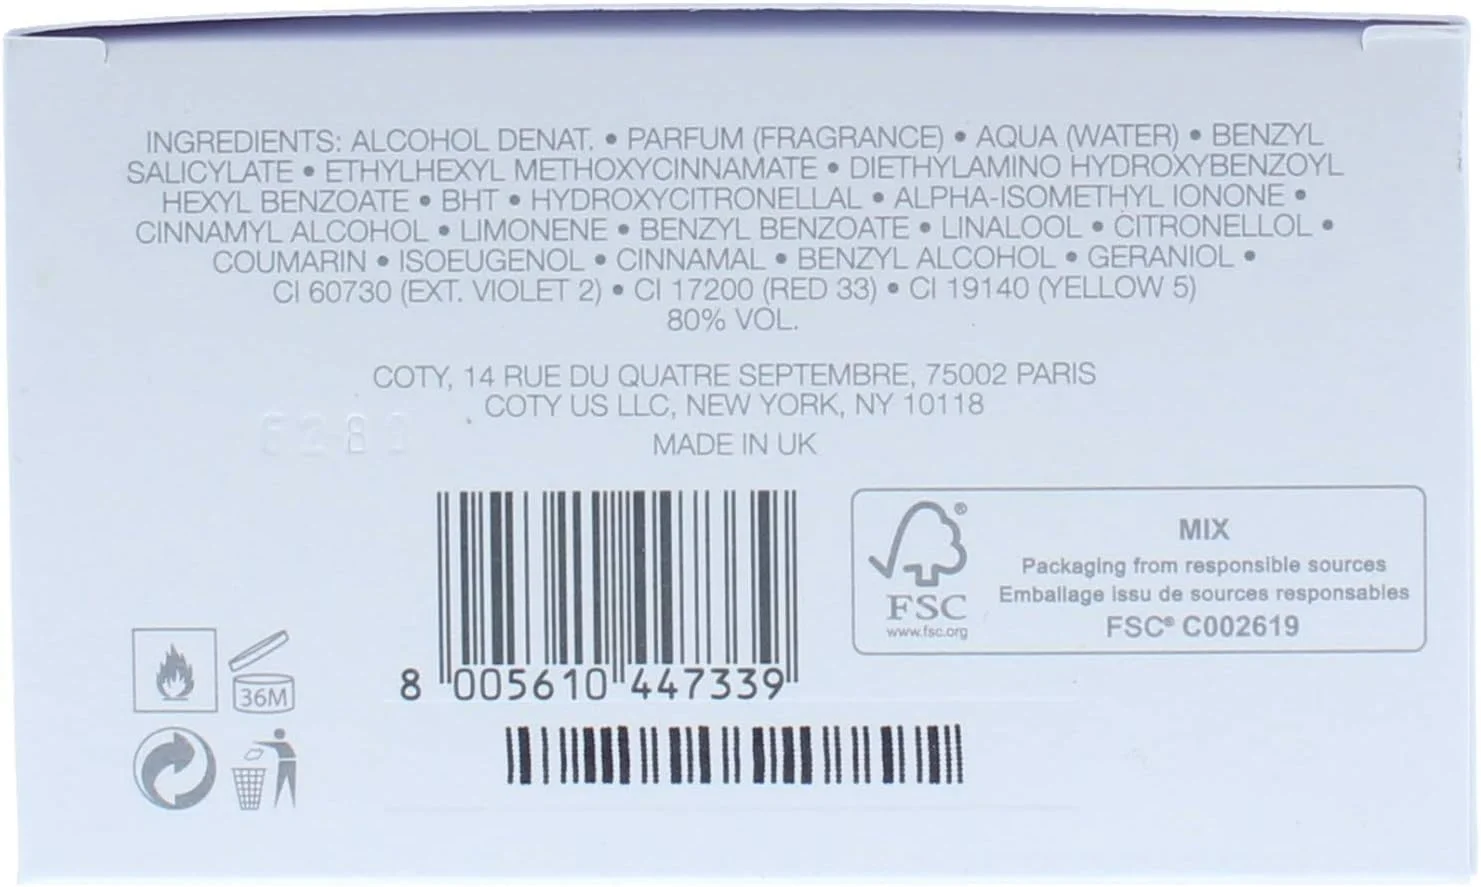 INGREDIENTS: ALCOHOL DENAT. • PARFUM (FRAGRANCE) • AQUA (WATER) • BENZYL
SALICYLATE • ETHYLHEXYL METHOXYCINNAMATE • DIETHYLAMINO HYDROXYBENZOYL
HEXYL BENZOATE • BHT • HYDROXYCITRONELLAL • ALPHA-ISOMETHYL IONONE •
CINNAMYL ALCOHOL • LIMONENE • BENZYL BENZOATE • LINALOOL • CITRONELLOL •
COUMARIN • ISOEUGENOL • CINNAMAL • BENZYL ALCOHOL • GERANIOL •
CI 60730 (EXT. VIOLET 2) • CI 17200 (RED 33) • CI 19140 (YELLOW 5)
80% VOL.
COTY, 14 RUE DU QUATRE SEPTEMBRE, 75002 PARIS
COTY US LLC, NEW YORK, NY 10118
MADE IN UK
8 005610 447339
36M
FSC
www.fsc.org
MIX
Packaging from responsible sources
Emballage issu de sources responsables
FSC® C002619